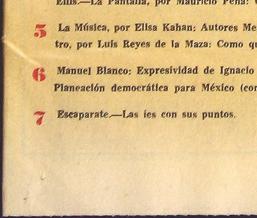 Ellis.—La Pantalla, por Mauricio Peña:
5 La Música, por Elisa Kahan: Autores Me
tro, por Luis Reyes de la Maza: Como qu
6 Manuel Blanco: Expresividad de Ignacio
Planeación democrática para México (con
7 Escaparate.—Las íes con sus puntos.